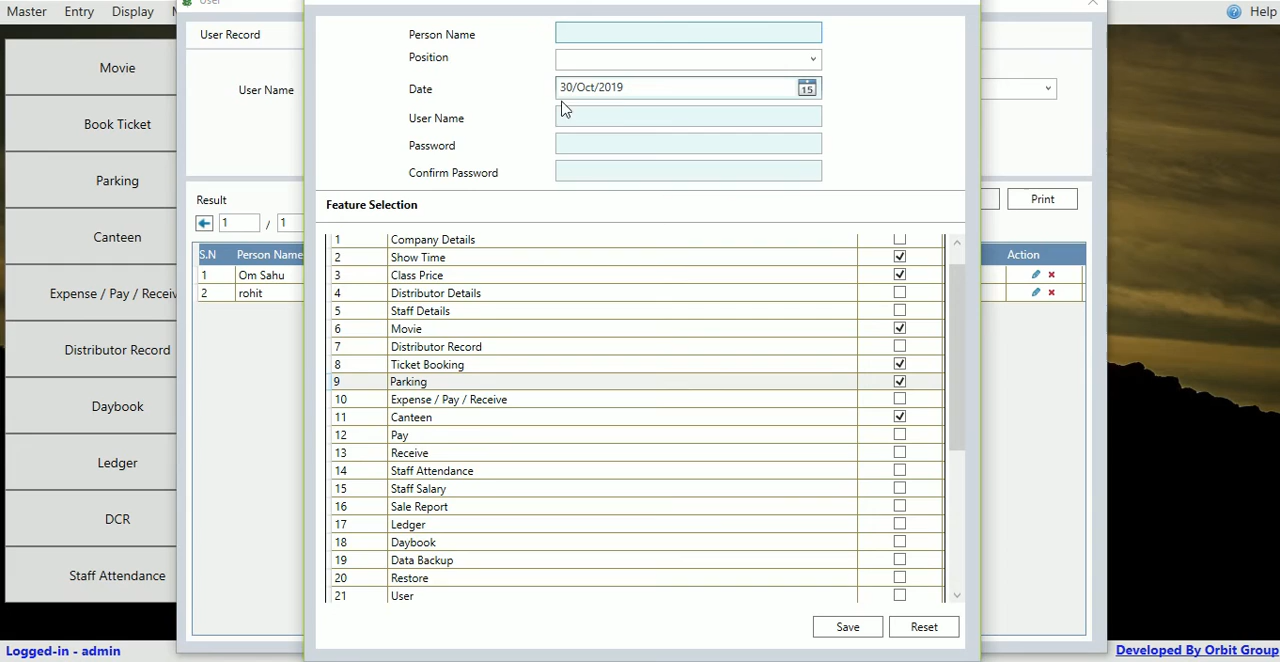 Master Entry Display Help
User
Movie
Book Ticket
Parking
Canteen
Expense / Pay / Receiv
Distributor Record
Daybook
Ledger
DCR
Staff Attendance
User Record
User Name
Result
1 / 1
Print
S.N Person Name Action
1 Om Sahu
2 rohit
Person Name
Position
Date 30/Oct/2019 15
User Name
Password
Confirm Password
Feature Selection
1 Company Details
2 Show Time
3 Class Price
4 Distributor Details
5 Staff Details
6 Movie
7 Distributor Record
8 Ticket Booking
9 Parking
10 Expense / Pay / Receive
11 Canteen
12 Pay
13 Receive
14 Staff Attendance
15 Staff Salary
16 Sale Report
17 Ledger
18 Daybook
19 Data Backup
20 Restore
21 User
Save Reset
Logged-in - admin
Developed By Orbit Group